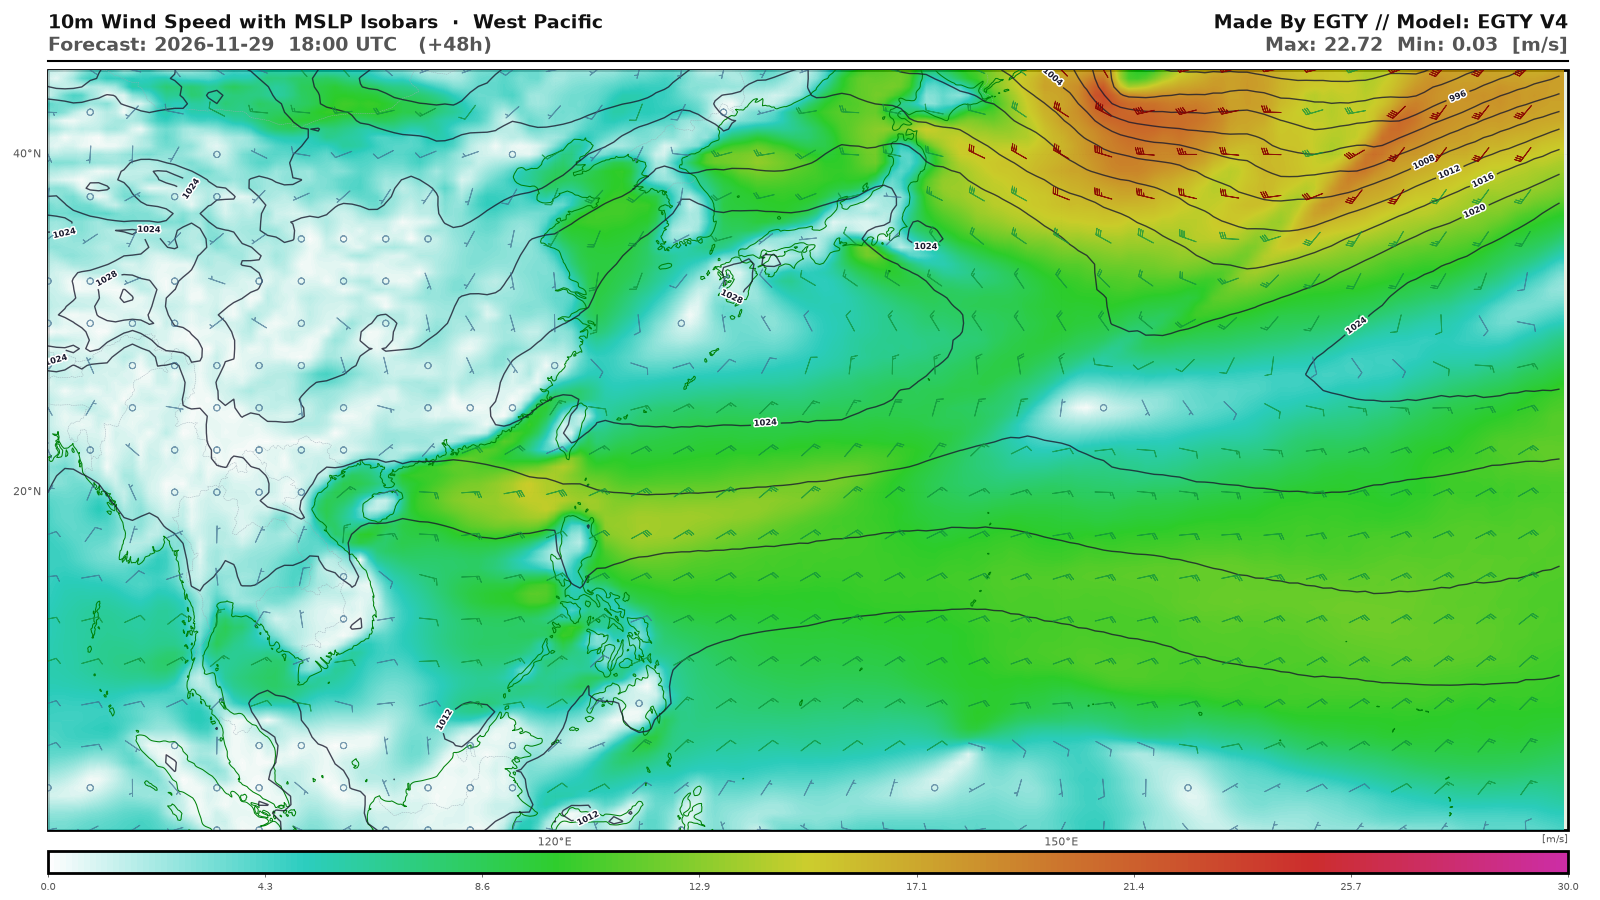 10m Wind Speed with MSLP Isobars · West Pacific
Made By EGTY // Model: EGTY V4
Forecast: 2026-11-29 18:00 UTC (+48h)
Max: 22.72 Min: 0.03 [m/s]
1004
996
40°N
1008
1012
1024
1016
1020
1024
1024
1024
1028
1028
1024
1024
1024
20°N
1012
1012
120°E
150°E
[m/s]
0.0
4.3
8.6
12.9
17.1
21.4
25.7
30.0